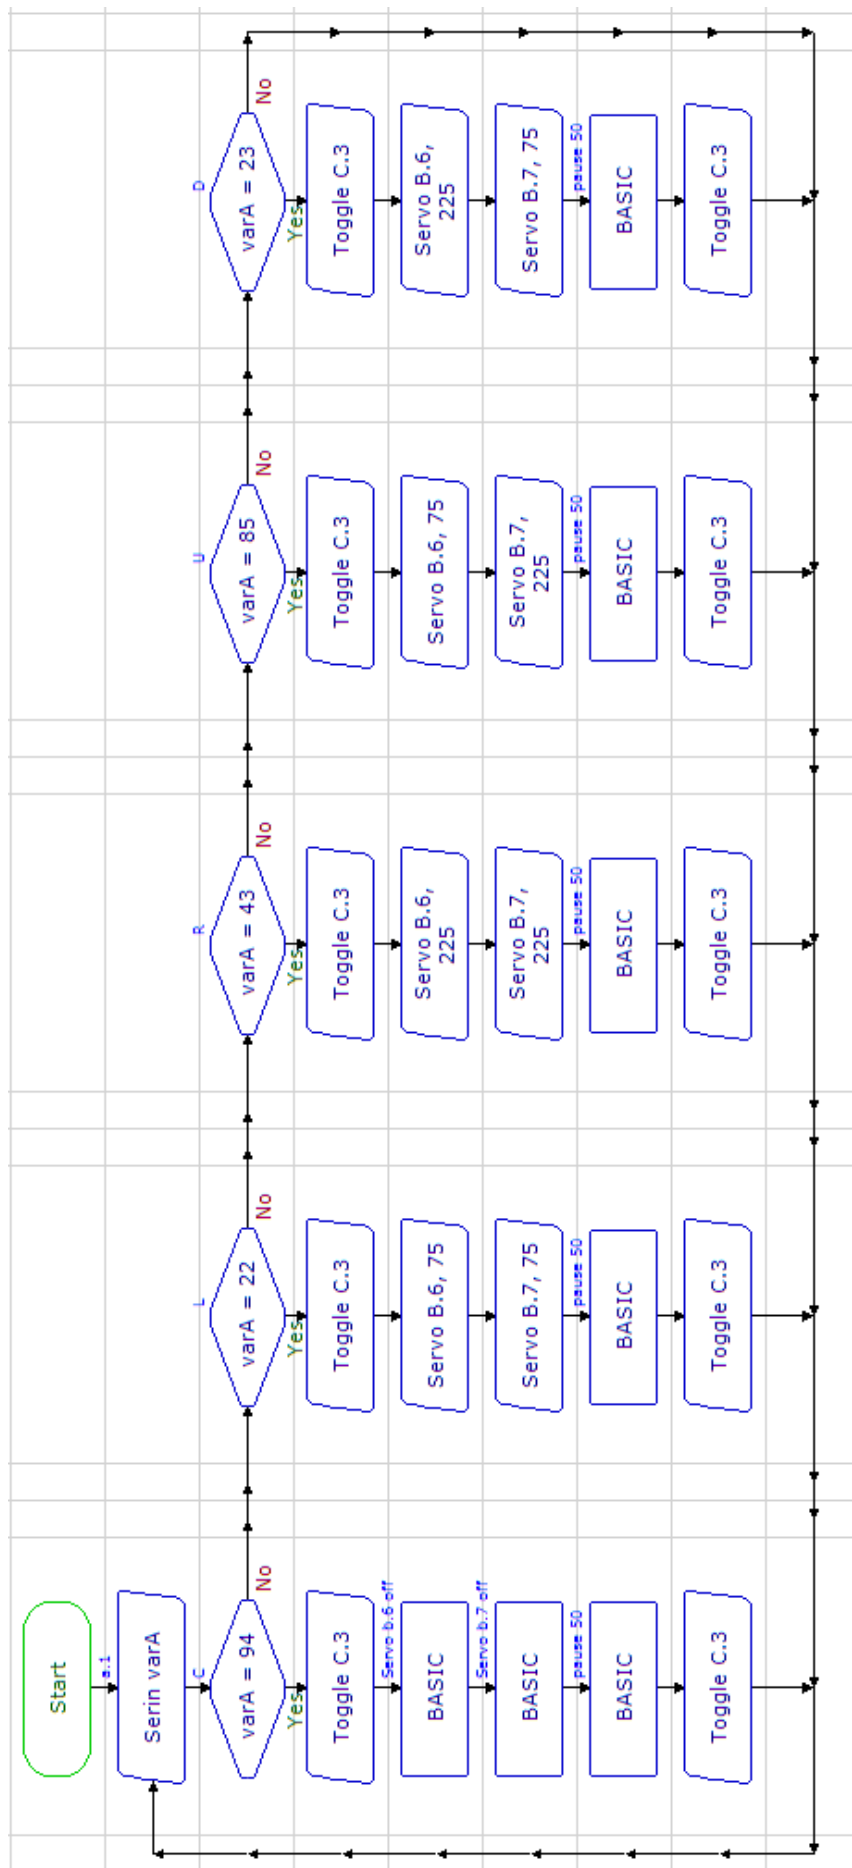 Start
a.1
Serin varA
C
varA = 94
No
Yes
Toggle C.3
Servo b.6 off
BASIC
Servo b.7 off
BASIC
pause 50
BASIC
Toggle C.3
L
varA = 22
No
Yes
Toggle C.3
Servo B.6, 75
Servo B.7, 75
pause 50
BASIC
Toggle C.3
R
varA = 43
No
Yes
Toggle C.3
Servo B.6,
225
Servo B.7,
225
pause 50
BASIC
Toggle C.3
U
varA = 85
No
Yes
Toggle C.3
Servo B.6, 75
Servo B.7,
225
pause 50
BASIC
Toggle C.3
D
varA = 23
No
Yes
Toggle C.3
Servo B.6,
225
Servo B.7, 75
pause 50
BASIC
Toggle C.3